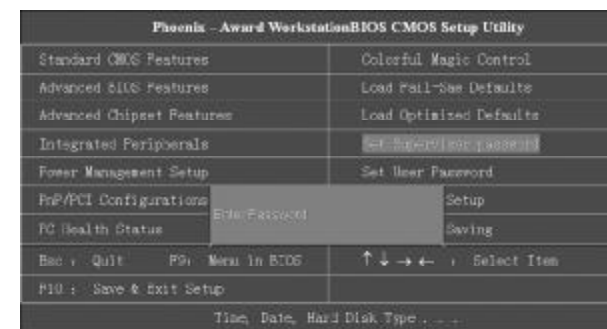 Phoenix – Award WorkstationBIOS CMOS Setup Utility
Standard CMOS Features
Colorful Magic Control
Advanced BIOS Features
Load Fail-Sae Defaults
Advanced Chipset Features
Load Optimized Defaults
Integrated Peripherals
Set Supervisor password
Power Management Setup
Set User Password
PnP/PCI Configurations
Setup
Enter Password
PC Health Status
Saving
Esc : Quit F9: Menu in BIOS ↑ ↓ → ← : Select Item
F10 : Save & Exit Setup
Time, Date, Hard Disk Type . . .